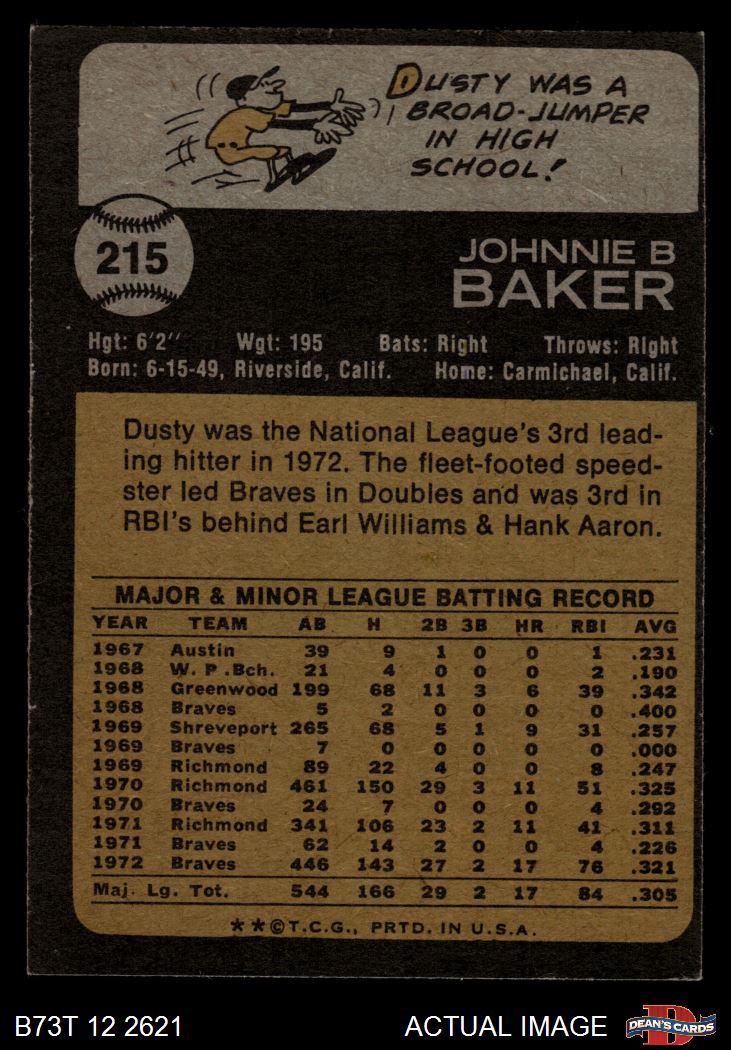 DUSTY WAS A
BROAD-JUMPER
IN HIGH
SCHOOL!
215
JOHNNIE B
BAKER
Hgt: 6'2" Wgt: 195 Bats: Right Throws: Right
Born: 6-15-49, Riverside, Calif. Home: Carmichael, Calif.
Dusty was the National League's 3rd lead-
ing hitter in 1972. The fleet-footed speed-
ster led Braves in Doubles and was 3rd in
RBI's behind Earl Williams & Hank Aaron.
MAJOR & MINOR LEAGUE BATTING RECORD
YEAR TEAM AB H 2B 3B HR RBI AVG
1967 Austin 39 9 1 0 0 1 .231
1968 W. P .Bch. 21 4 0 0 0 2 .190
1968 Greenwood 199 68 11 3 6 39 .342
1968 Braves 5 2 0 0 0 0 .400
1969 Shreveport 265 68 5 1 9 31 .257
1969 Braves 7 0 0 0 0 0 .000
1969 Richmond 89 22 4 0 0 8 .247
1970 Richmond 461 150 29 3 11 51 .325
1970 Braves 24 7 0 0 0 4 .292
1971 Richmond 341 106 23 2 11 41 .311
1971 Braves 62 14 2 0 0 4 .226
1972 Braves 446 143 27 2 17 76 .321
Maj. Lg. Tot. 544 166 29 2 17 84 .305
**©T.C.G., PRTD. IN U.S.A.
B73T 12 2621 ACTUAL IMAGE DEAN'S CARDS